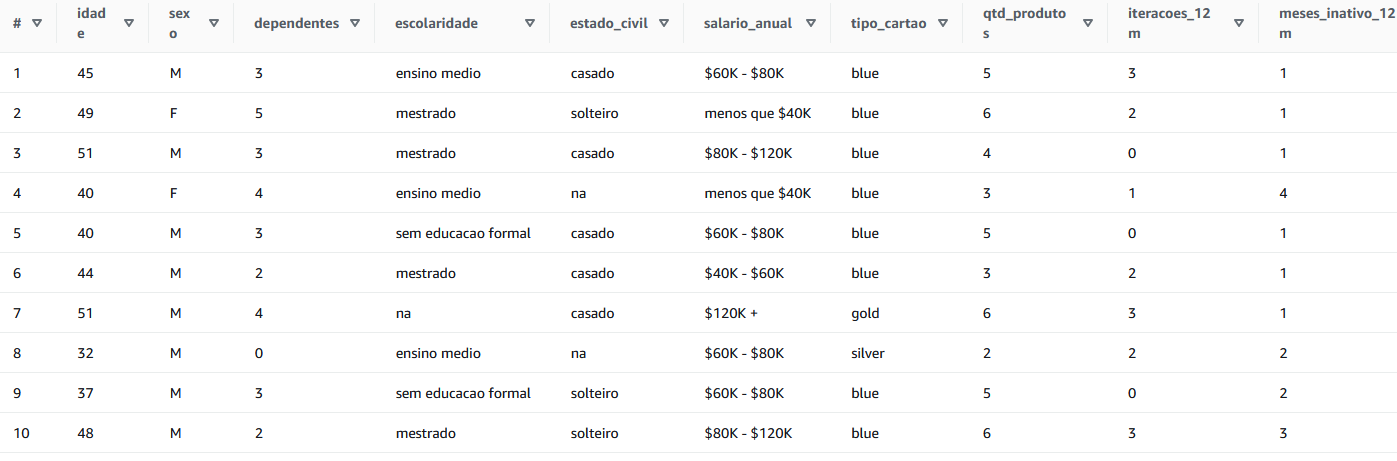 # idade sexo dependentes escolaridade estado_civil salario_anual tipo_cartao qtd_produtos iteracoes_12m meses_inativo_12
1 45 M 3 ensino medio casado $60K - $80K blue 5 3 1
2 49 F 5 mestrado solteiro menos que $40K blue 6 2 1
3 51 M 3 mestrado casado $80K - $120K blue 4 0 1
4 40 F 4 ensino medio na menos que $40K blue 3 1 4
5 40 M 3 sem educacao formal casado $60K - $80K blue 5 0 1
6 44 M 2 mestrado casado $40K - $60K blue 3 2 1
7 51 M 4 na casado $120K + gold 6 3 1
8 32 M 0 ensino medio na $60K - $80K silver 2 2 2
9 37 M 3 sem educacao formal solteiro $60K - $80K blue 5 0 2
10 48 M 2 mestrado solteiro $80K - $120K blue 6 3 3